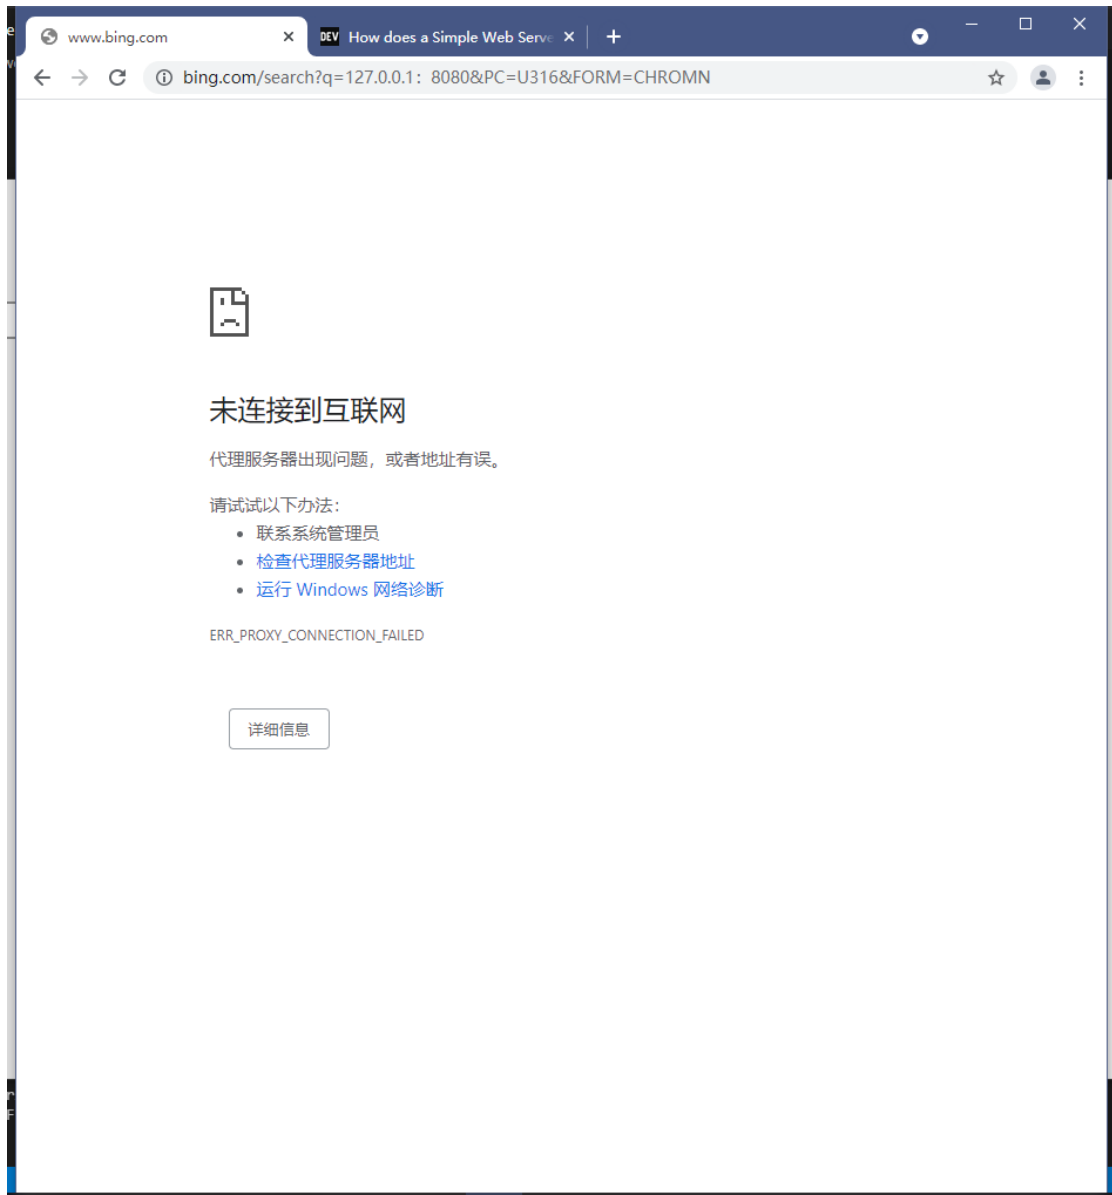 www.bing.com
DEV How does a Simple Web Serve
bing.com/search?q=127.0.0.1：8080&PC=U316&FORM=CHROMN
未连接到互联网
代理服务器出现问题，或者地址有误。
请试试以下办法：
联系系统管理员
检查代理服务器地址
运行 Windows 网络诊断
ERR_PROXY_CONNECTION_FAILED
详细信息